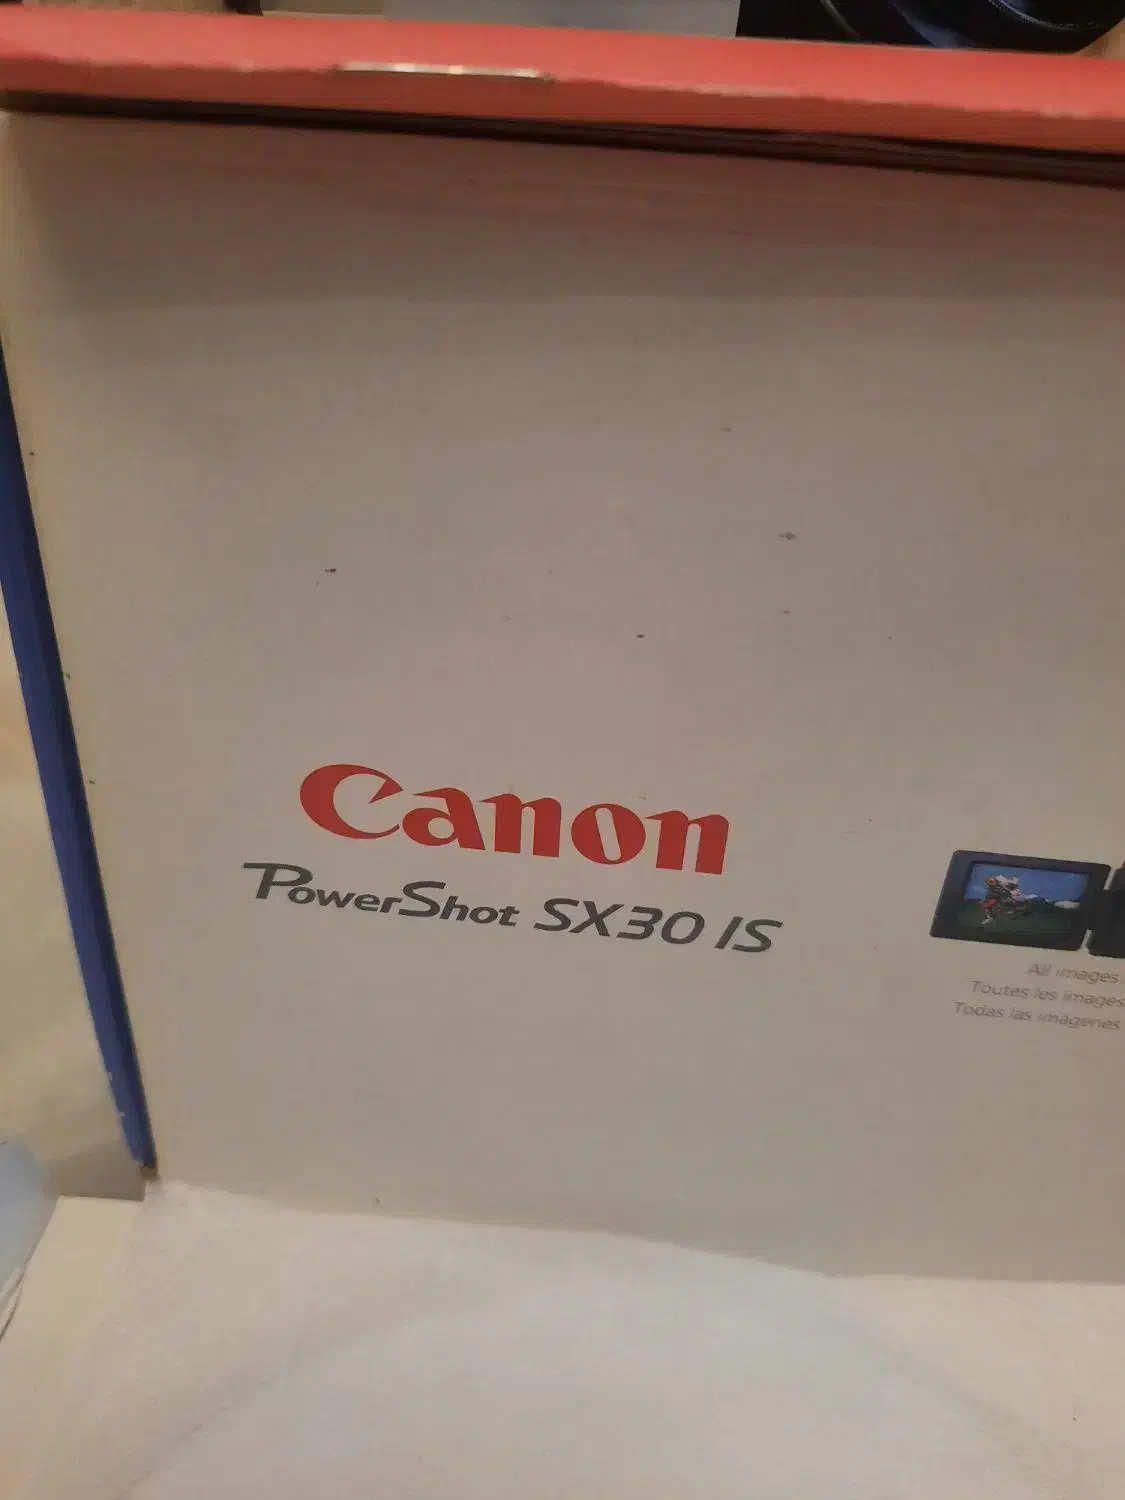 Canon
PowerShot SX30 IS
All images
Toutes les images
Todas las imágenes